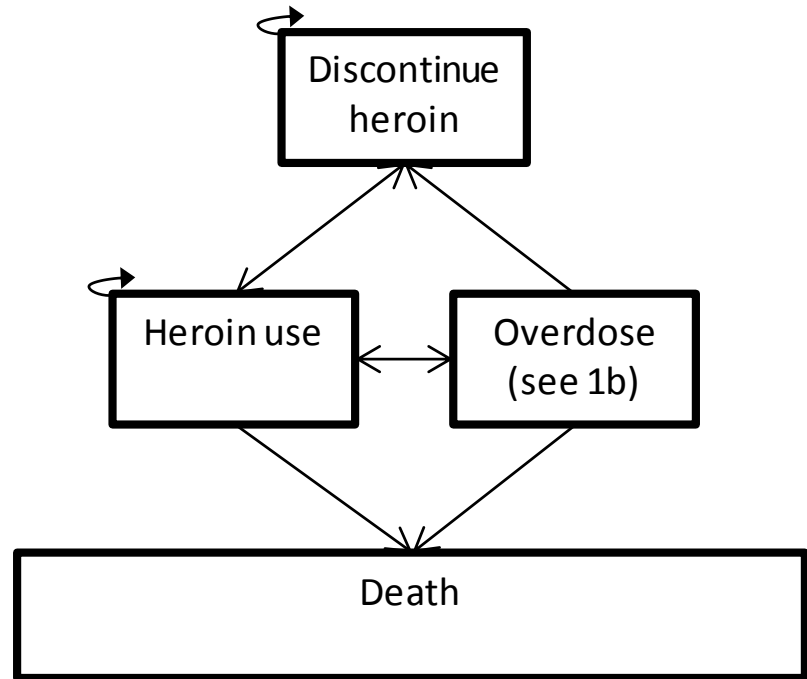 Discontinue
heroin
Heroin use
Overdose
(see 1b)
Death